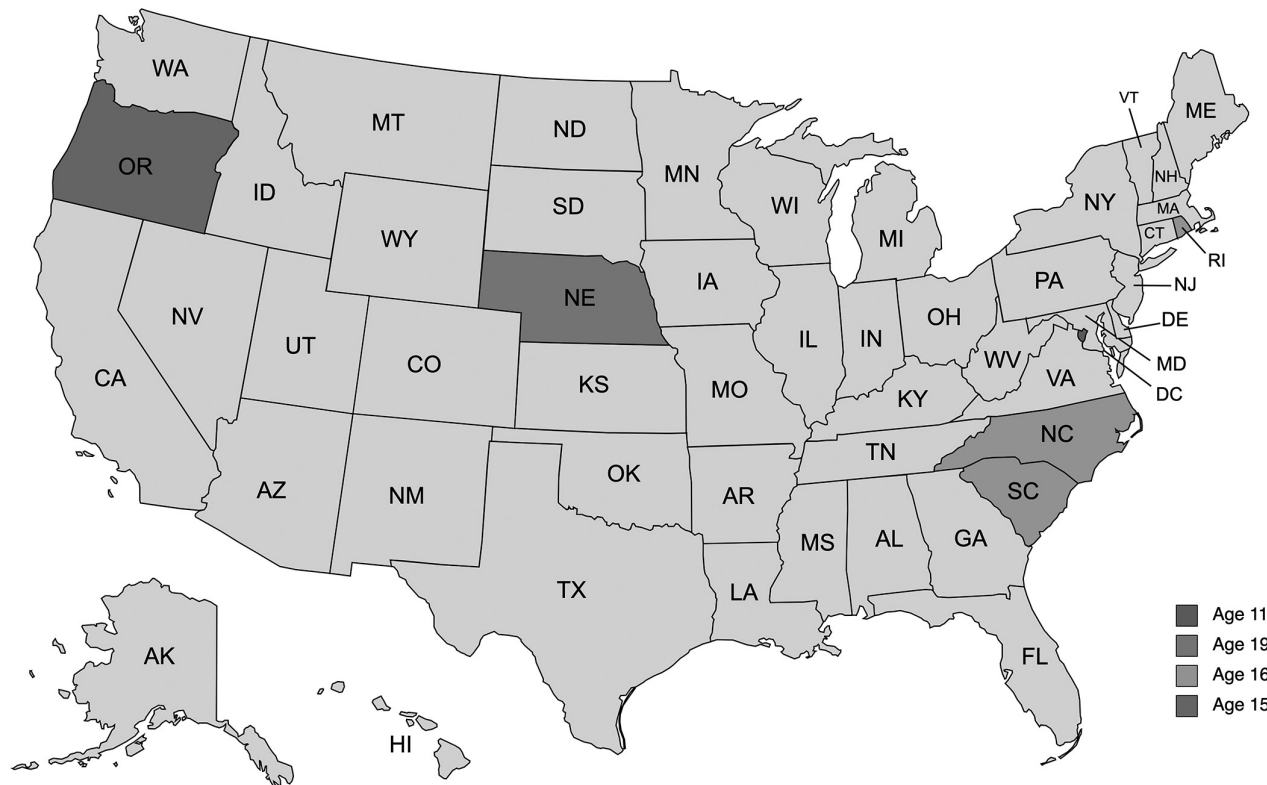 WA
MT
ND
MN
OR
ID
SD
WI
MI
WY
VT
ME
NH
NY
MA
CT
RI
NE
IA
PA
NJ
NV
UT
CO
IL
IN
OH
DE
MD
DC
WV
VA
CA
KS
MO
KY
NC
TN
SC
AZ
NM
OK
AR
MS
AL
GA
TX
LA
FL
AK
HI
Age 11
Age 19
Age 16
Age 15